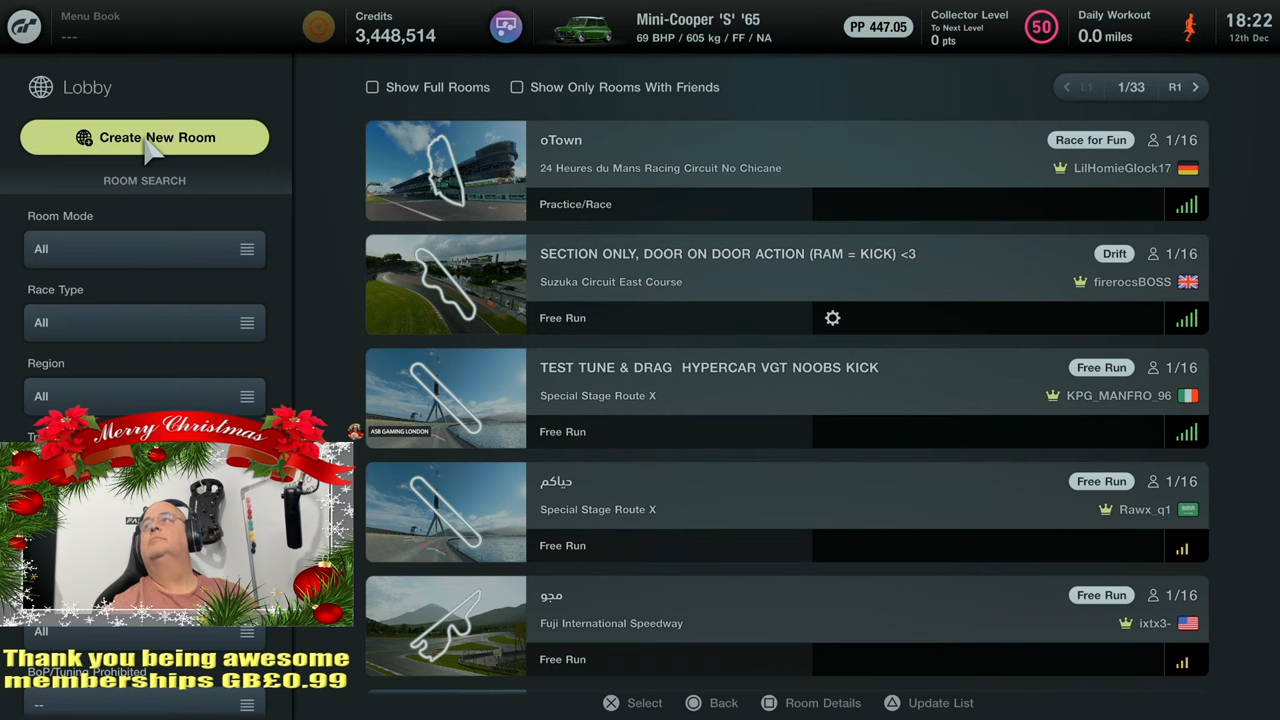 Menu Book
---
Credits
3,448,514
Mini-Cooper 'S' '65
69 BHP / 605 kg / FF / NA
PP 447.05
Collector Level
To Next Level
0 pts
50
Daily Workout
0.0 miles
18:22
12th Dec
Lobby
Create New Room
ROOM SEARCH
Room Mode
All
Race Type
All
Region
All
Show Full Rooms
Show Only Rooms With Friends
L1 1/33 R1
oTown
Race for Fun 1/16
24 Heures du Mans Racing Circuit No Chicane
LilHomieGlock17
Practice/Race
SECTION ONLY, DOOR ON DOOR ACTION (RAM = KICK) <3
Drift 1/16
Suzuka Circuit East Course
firerocsBOSS
Free Run
TEST TUNE & DRAG HYPERCAR VGT NOOBS KICK
Free Run 1/16
Special Stage Route X
KPG_MANFRO_96
ASB GAMING LONDON
Free Run
حياكم
Free Run 1/16
Special Stage Route X
Rawx_q1
Free Run
مجو
Free Run 1/16
Fuji International Speedway
ixtx3-
Free Run
Merry Christmas
All
Thank you being awesome
BoP/Tuning Prohibited
memberships GB£0.99
--
Select
Back
Room Details
Update List